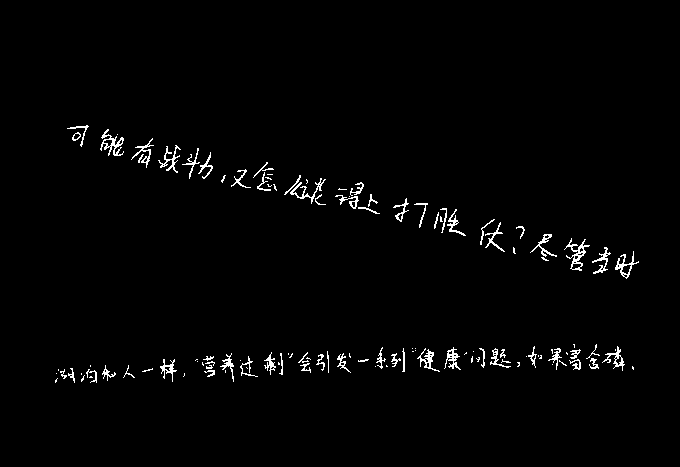 可能有战斗力,又怎么能谈得上打胜仗?尽管当时
湖泊和人一样,“营养过剩”会引发一系列“健康”问题,如果富含磷、